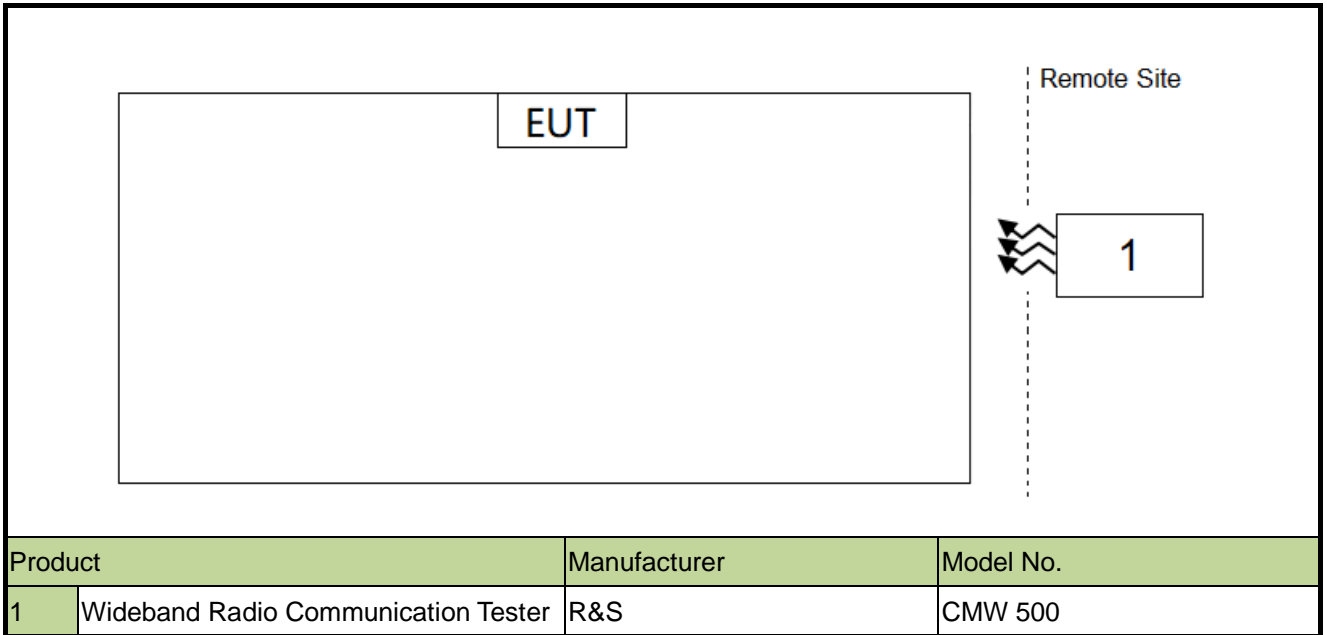 Remote Site
EUT
1
Product Manufacturer Model No.
1 Wideband Radio Communication Tester R&S CMW 500